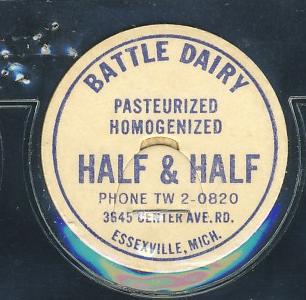 BATTLE DAIRY
PASTEURIZED
HOMOGENIZED
HALF & HALF
PHONE TW 2-0820
3645 CENTER AVE. RD.
ESSEXVILLE, MICH.